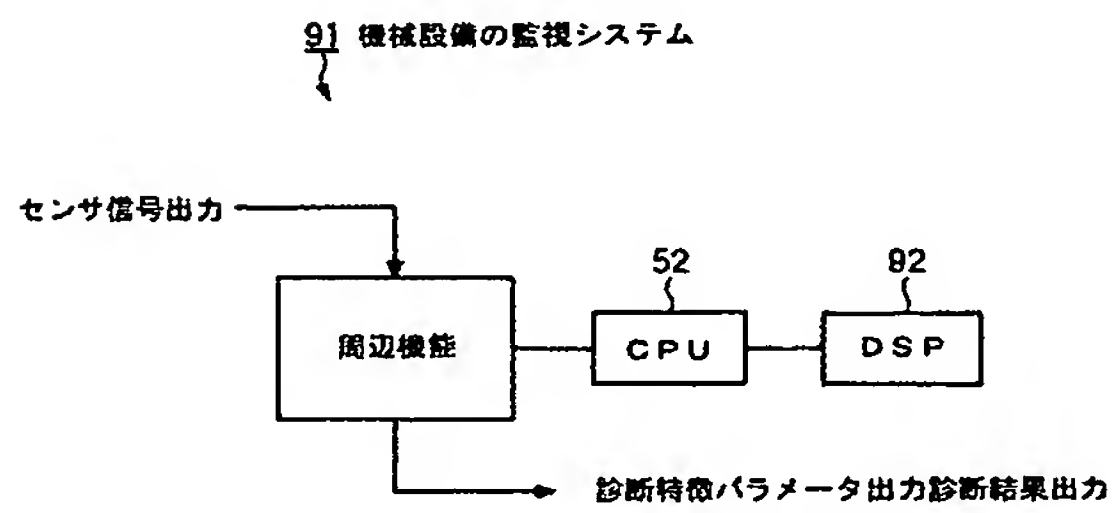 91 機械設備の監視システム
センサ信号出力
52
92
周辺機能
CPU
DSP
診断特徴パラメータ出力診断結果出力